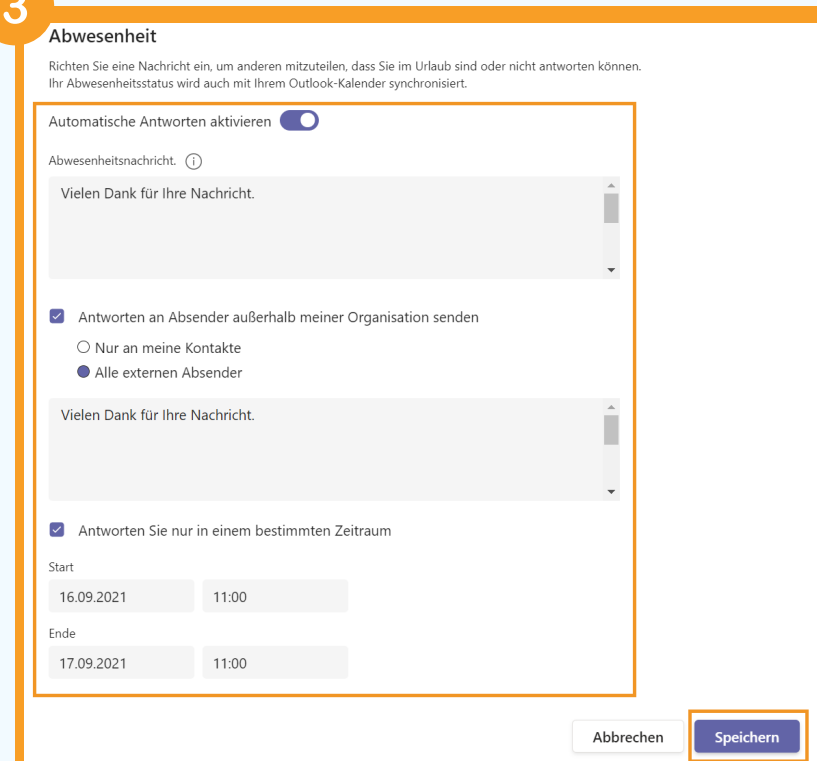 3
Abwesenheit
Richten Sie eine Nachricht ein, um anderen mitzuteilen, dass Sie im Urlaub sind oder nicht antworten können.
Ihr Abwesenheitsstatus wird auch mit Ihrem Outlook-Kalender synchronisiert.
Automatische Antworten aktivieren
Abwesenheitsnachricht. i
Vielen Dank für Ihre Nachricht.
Antworten an Absender außerhalb meiner Organisation senden
Nur an meine Kontakte
Alle externen Absender
Vielen Dank für Ihre Nachricht.
Antworten Sie nur in einem bestimmten Zeitraum
Start
16.09.2021 11:00
Ende
17.09.2021 11:00
Abbrechen Speichern